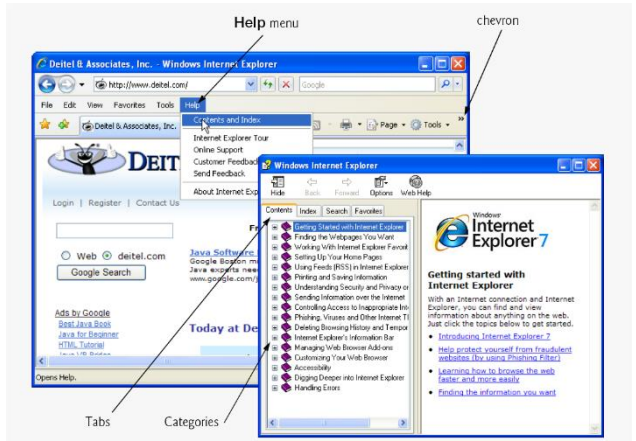 Help menu
chevron
Deitel & Associates, Inc. - Windows Internet Explorer
http://www.deitel.com/
Google
File Edit View Favorites Tools Help
Deitel & Associates, Inc.
Page Tools
Contents and Index
Internet Explorer Tour
Online Support
Customer Feedback
Send Feedback
About Internet Exp
DEIT
Login | Register | Contact Us
Web deitel.com
Google Search
Java Software
Google Boston
Java experts nee
www.google.com/j
Ads by Google
Best Java Book
Java for Beginner
HTML Tutorial
Today at De
Opens Help.
Windows Internet Explorer
Hide Back Forward Options Web Help
Contents Index Search Favorites
Getting Started with Internet Explorer
Finding the Webpages You Want
Working With Internet Explorer Favorit
Setting Up Your Home Pages
Using Feeds (RSS) in Internet Explorer
Printing and Saving Information
Understanding Security and Privacy or
Sending Information over the Internet
Controlling Access to Inappropriate Int
Phishing, Viruses and Other Internet T
Deleting Browsing History and Tempor
Internet Explorer's Information Bar
Managing Web Browser Add-ons
Customizing Your Web Browser
Accessibility
Digging Deeper into Internet Explorer
Handling Errors
Windows
Internet
Explorer 7
Getting started with
Internet Explorer
With an Internet connection and Internet
Explorer, you can find and view
information about anything on the web.
Just click the topics below to get started.
Introducing Internet Explorer 7
Help protect yourself from fraudulent
websites (by using Phishing Filter)
Learning how to browse the web
faster and more easily
Finding the information you want
Tabs
Categories